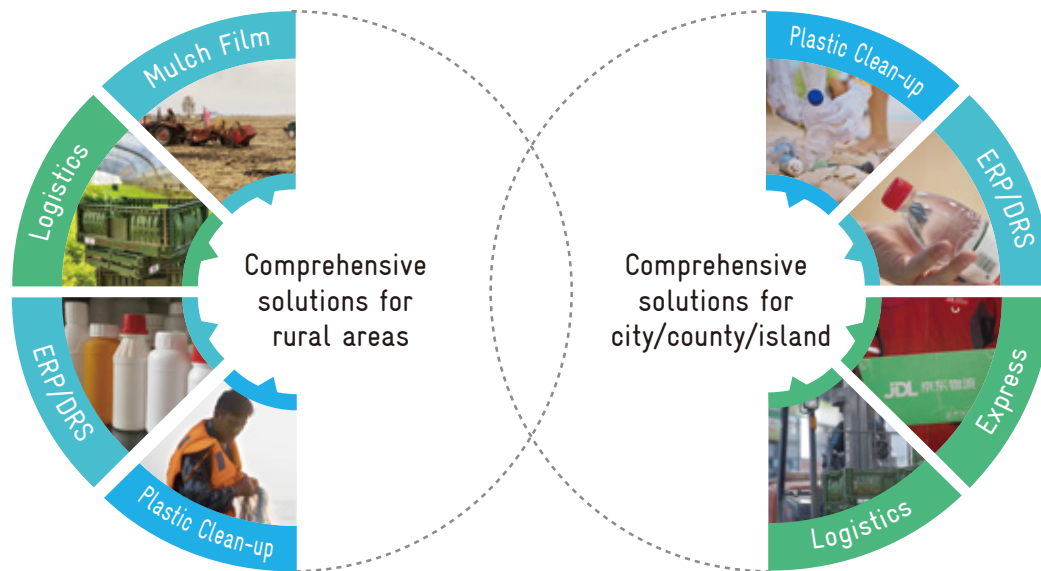 Mulch Film
Logistics
ERP/DRS
Plastic Clean-up
Comprehensive
solutions for
rural areas
Comprehensive
solutions for
city/county/island
Plastic Clean-up
ERP/DRS
Express
JDL 京东物流
Logistics